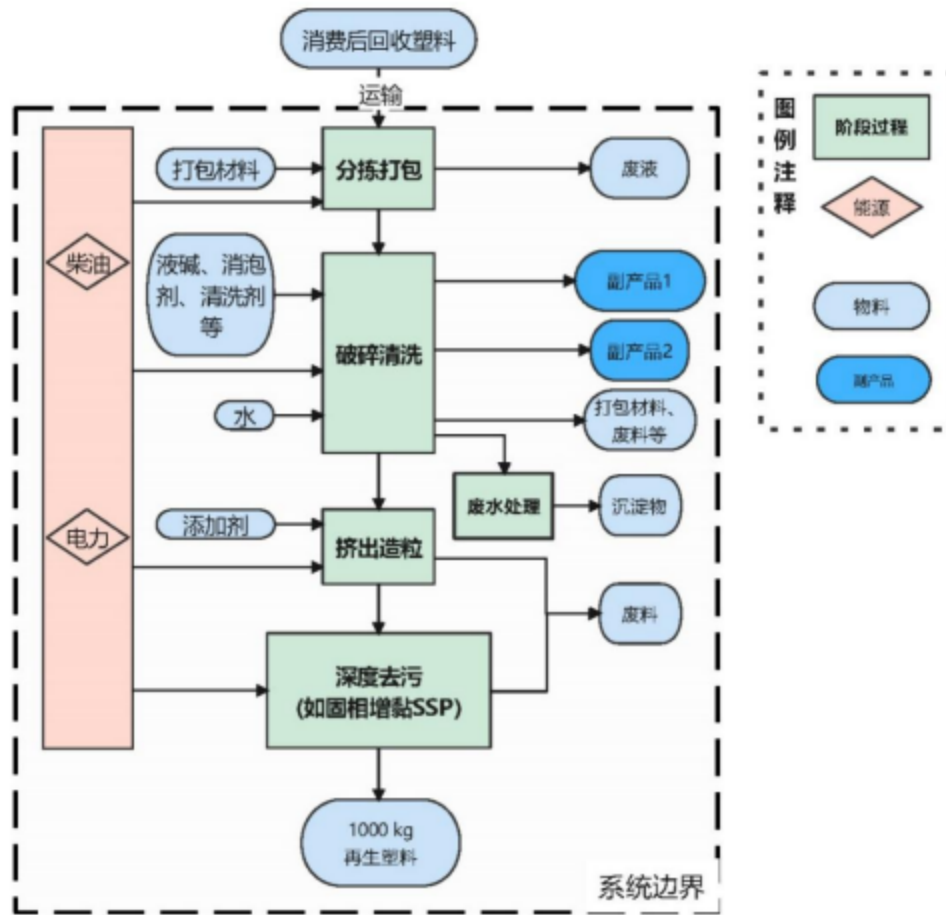 消费后回收塑料
运输
打包材料
分拣打包
废液
柴油
液碱、消泡
剂、清洗剂
等
破碎清洗
副产品1
副产品2
水
打包材料、
废料等
废水处理
沉淀物
电力
添加剂
挤出造粒
废料
深度去污
(如固相增黏SSP)
1000 kg
再生塑料
系统边界
图例注释
阶段过程
能源
物料
副产品